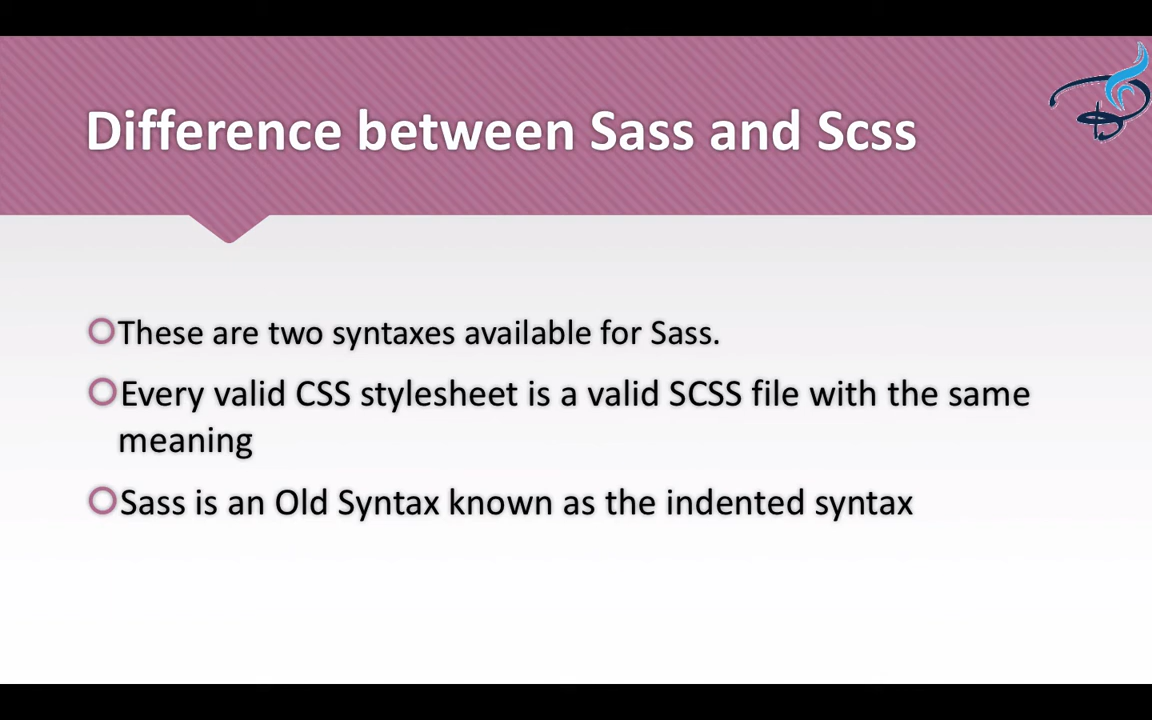 Difference between Sass and Scss
These are two syntaxes available for Sass.
Every valid CSS stylesheet is a valid SCSS file with the same
meaning
Sass is an Old Syntax known as the indented syntax